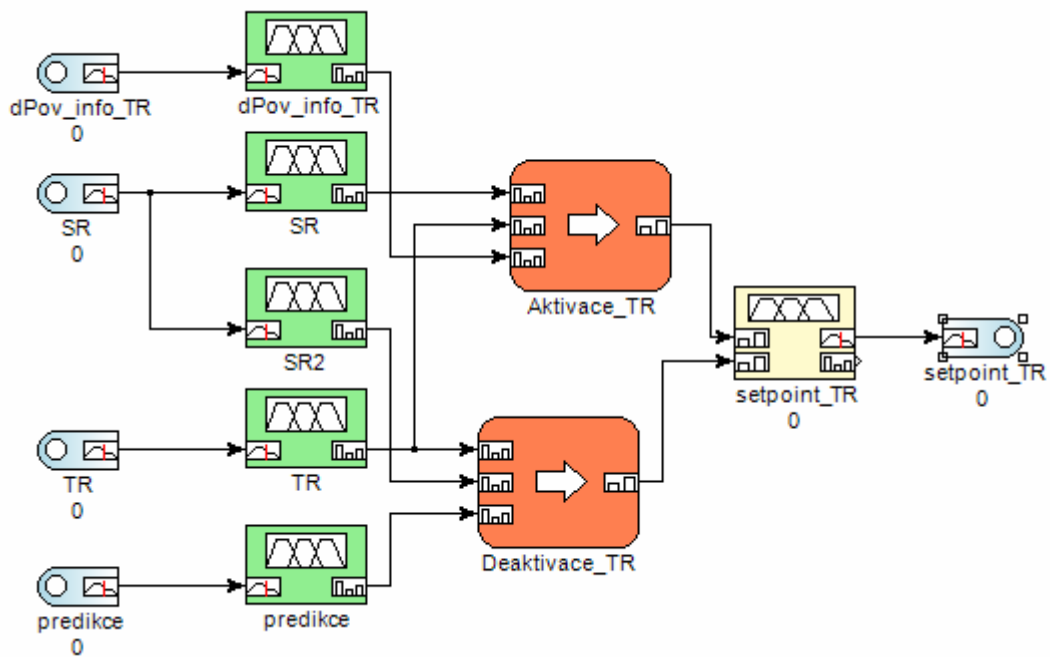 dPov_info_TR
0
dPov_info_TR
SR
0
SR
SR2
TR
0
TR
predikce
0
predikce
Aktivace_TR
Deaktivace_TR
setpoint_TR
0
setpoint_TR
0